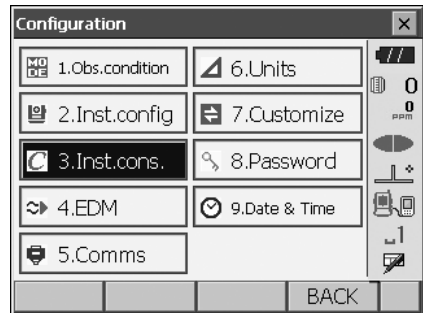 Configuration
MODE 1.Obs.condition
2.Inst.config
C 3.Inst.cons.
4.EDM
5.Comms
6.Units
7.Customize
8.Password
9.Date & Time
0
0
PPM
1
BACK